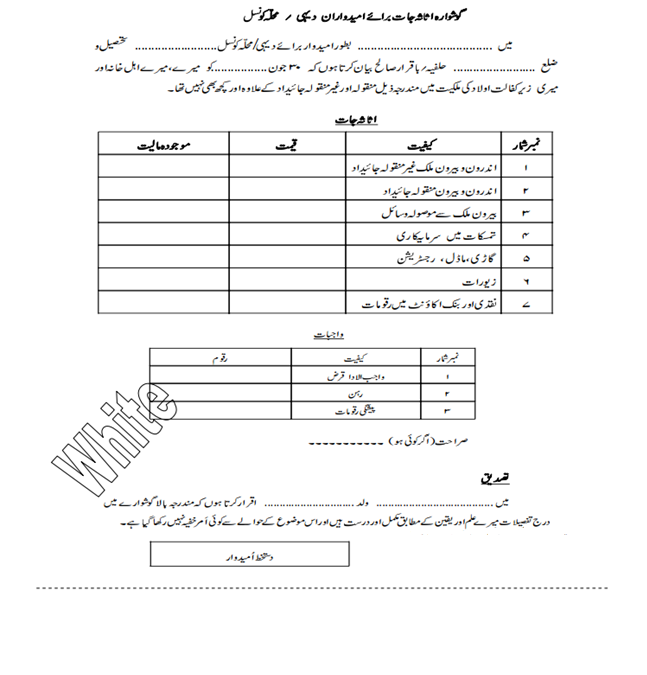 گوشوارہ اثاثہ جات برائے امیدواران دیہی / محلہ کونسل
میں ........................................ بطور امیدوار برائے دیہی/محلہ کونسل ........................ تحصیل و
ضلع ........................ حلفیہ / باقرار صالح بیان کرتا ہوں کہ ۳۰ جون ................ کو میرے، میرے اہل خانہ اور
میری زیر کفالت اولاد کی ملکیت میں مندرجہ ذیل منقولہ اور غیر منقولہ جائیداد کے علاوہ اور کچھ بھی نہیں تھا۔
اثاثہ جات
نمبر شمار کیفیت قیمت موجودہ مالیت
۱ اندرون و بیرون ملک غیر منقولہ جائیداد
۲ اندرون و بیرون منقولہ جائیداد
۳ بیرون ملک سے موصولہ وسائل
۴ تمسکات میں سرمایہ کاری
۵ گاڑی، ماڈل، رجسٹریشن
۶ زیورات
۷ نقدی اور بنک اکاؤنٹ میں رقومات
واجبات
نمبر شمار کیفیت رقوم
۱ واجب الادا قرض
۲ رہن
۳ پیشگی رقومات
صراحت (اگر کوئی ہو) -----------
White
تصدیق
میں ................................ ولد ........................ اقرار کرتا ہوں کہ مندرجہ بالا گوشوارے میں
درج تفصیلات میرے علم اور یقین کے مطابق مکمل اور درست ہیں اور اس موضوع کے حوالے سے کوئی اَمر خفیہ نہیں رکھا گیا ہے۔
دستخط اُمیدوار